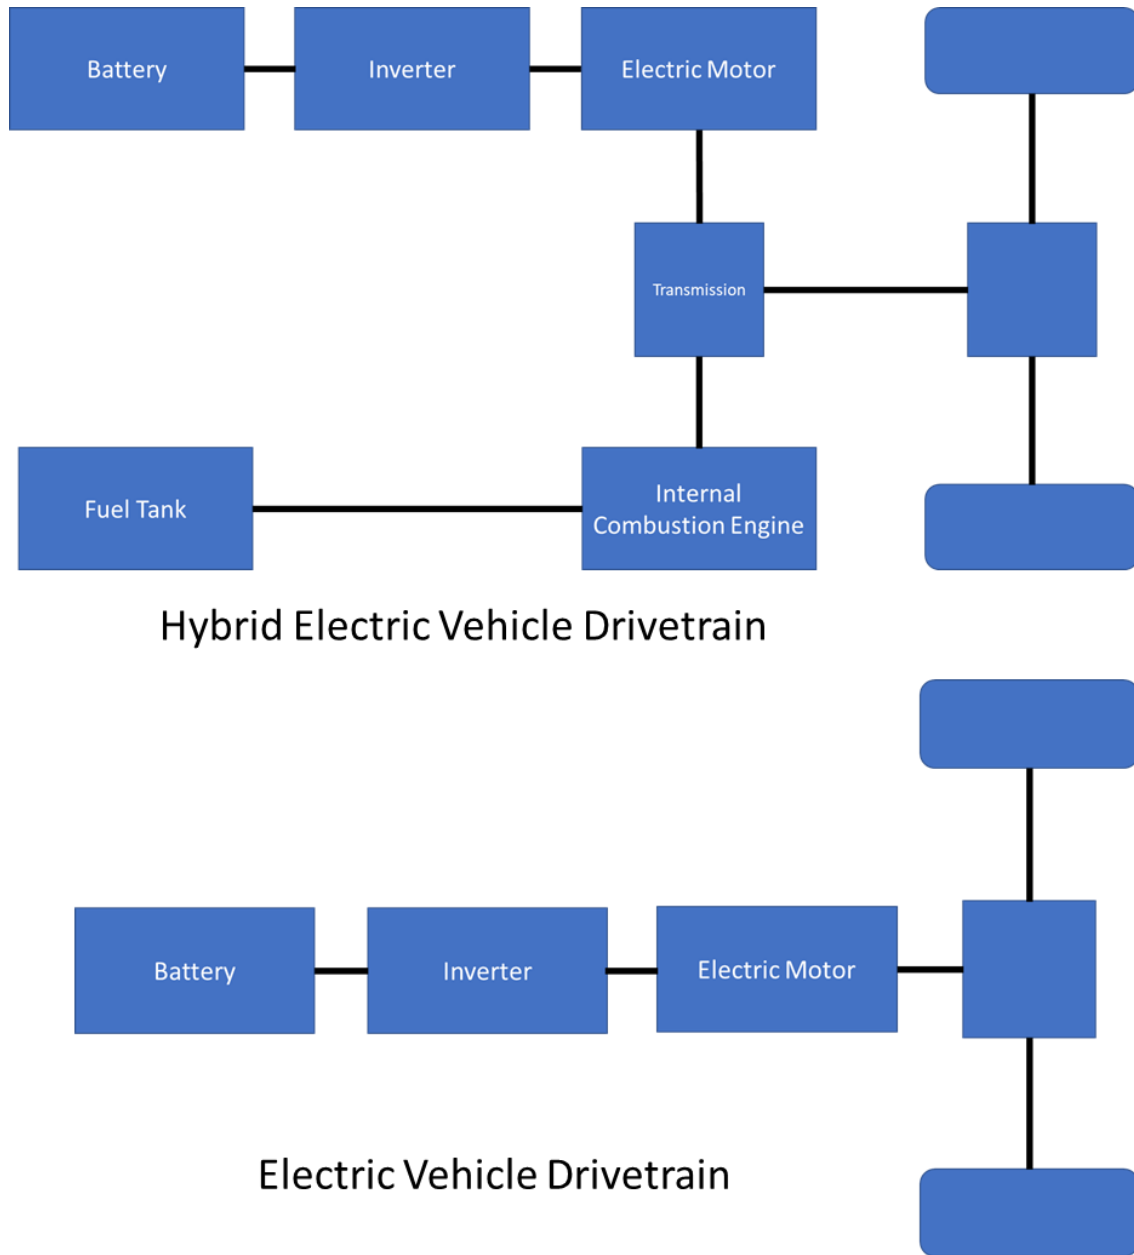 Battery
Inverter
Electric Motor
Transmission
Fuel Tank
Internal
Combustion Engine
Hybrid Electric Vehicle Drivetrain
Battery
Inverter
Electric Motor
Electric Vehicle Drivetrain